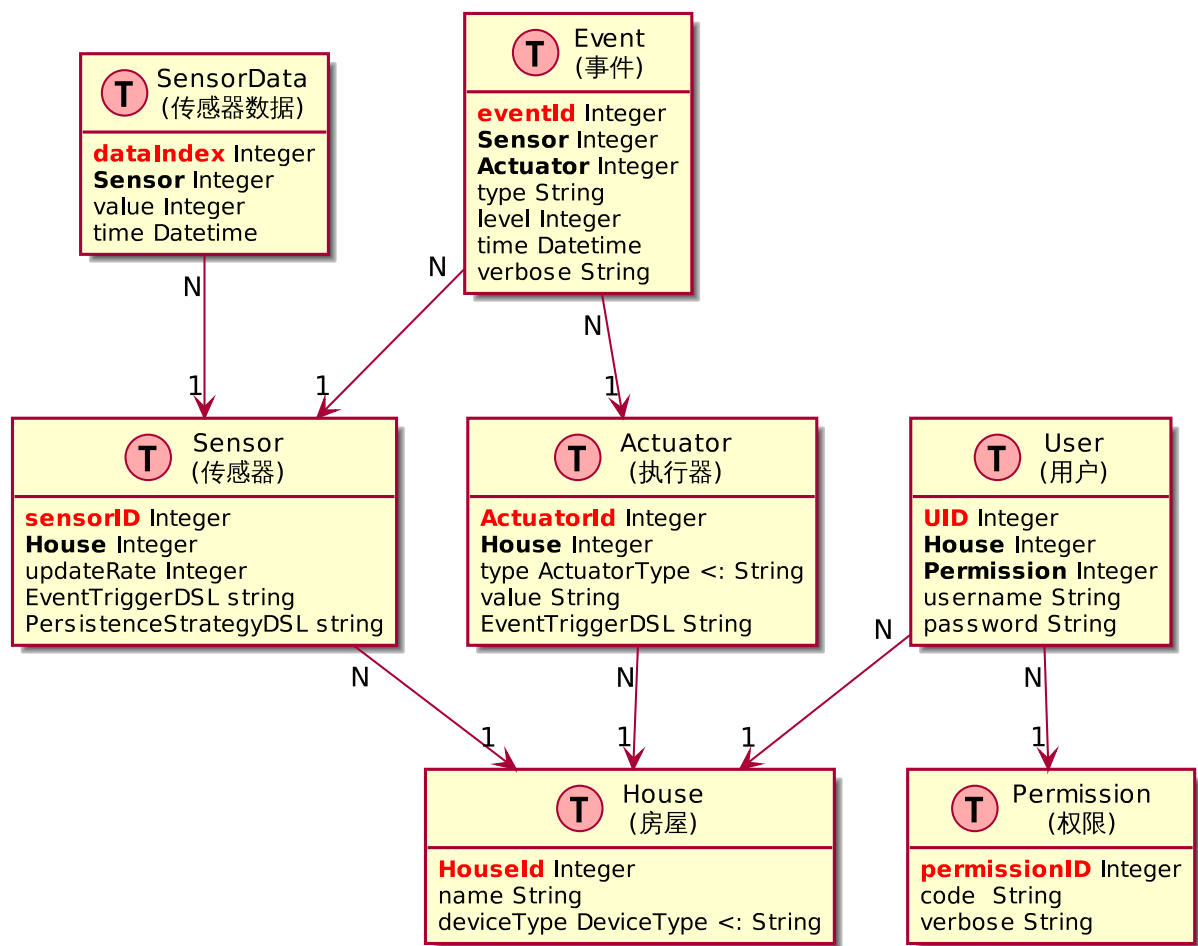 T
SensorData
(传感器数据)
dataIndex Integer
Sensor Integer
value Integer
time Datetime
T
Event
(事件)
eventId Integer
Sensor Integer
Actuator Integer
type String
level Integer
time Datetime
verbose String
N
1
N
1
N
1
T
Sensor
(传感器)
sensorID Integer
House Integer
updateRate Integer
EventTriggerDSL string
PersistenceStrategyDSL string
T
Actuator
(执行器)
ActuatorId Integer
House Integer
type ActuatorType <: String
value String
EventTriggerDSL String
T
User
(用户)
UID Integer
House Integer
Permission Integer
username String
password String
N
1
N
1
N
1
N
1
T
House
(房屋)
HouseId Integer
name String
deviceType DeviceType <: String
T
Permission
(权限)
permissionID Integer
code  String
verbose String